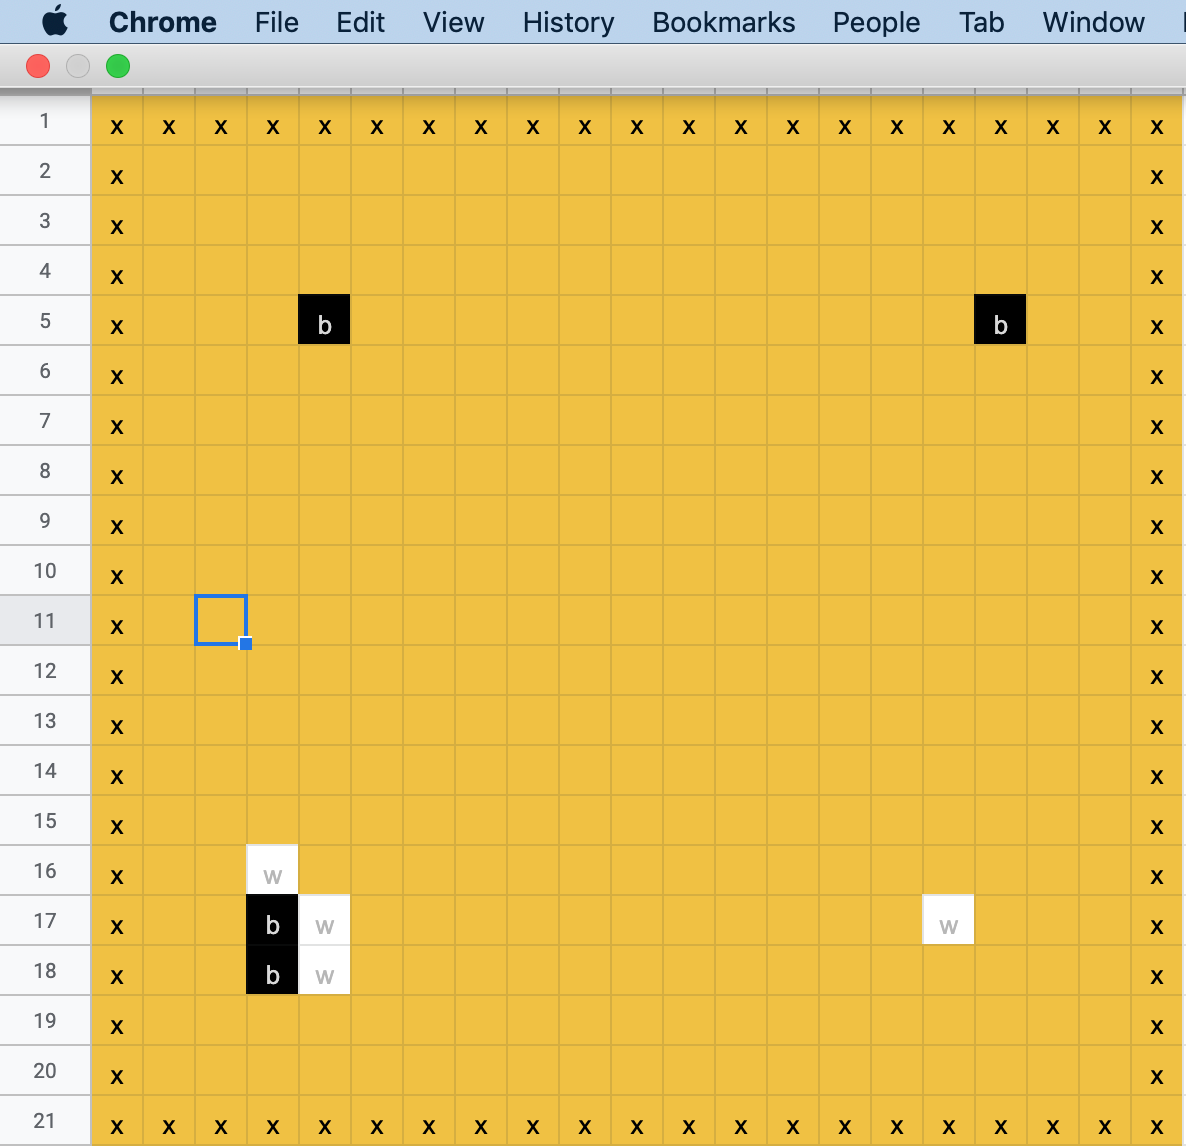 Chrome File Edit View History Bookmarks People Tab Window
1 x x x x x x x x x x x x x x x x x x x x x
2 x x
3 x x
4 x x
5 x b b x
6 x x
7 x x
8 x x
9 x x
10 x x
11 x x
12 x x
13 x x
14 x x
15 x x
16 x w x
17 x b w w x
18 x b w x
19 x x
20 x x
21 x x x x x x x x x x x x x x x x x x x x x